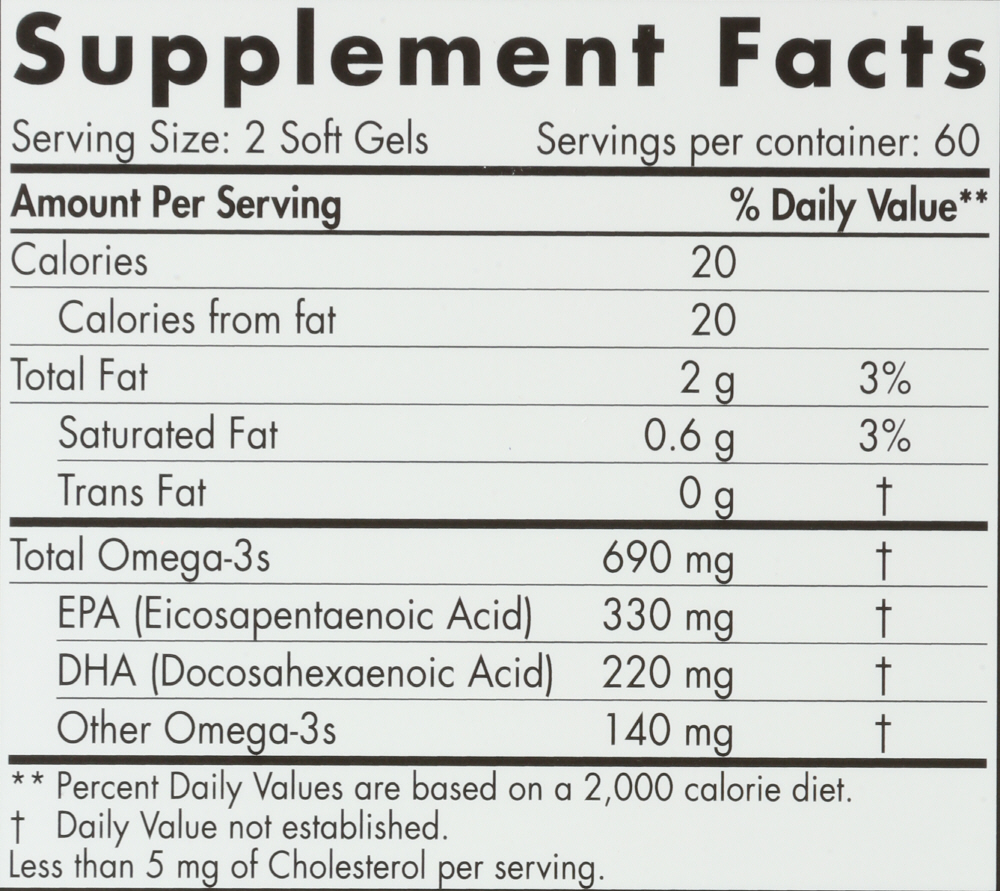 Supplement Facts
Serving Size: 2 Soft Gels Servings per container: 60
Amount Per Serving % Daily Value**
Calories 20
Calories from fat 20
Total Fat 2 g 3%
Saturated Fat 0.6 g 3%
Trans Fat 0 g †
Total Omega-3s 690 mg †
EPA (Eicosapentaenoic Acid) 330 mg †
DHA (Docosahexaenoic Acid) 220 mg †
Other Omega-3s 140 mg †
** Percent Daily Values are based on a 2,000 calorie diet.
† Daily Value not established.
Less than 5 mg of Cholesterol per serving.